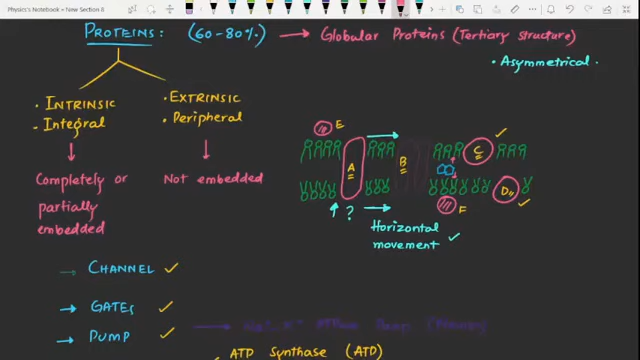 Physics's Notebook » New Section 8
PROTEINS: (60-80%) → Globular Proteins (Tertiary structure)
• Asymmetrical.
• INTRINSIC
• Integral
• EXTRINSIC
• Peripheral
Completely or
partially
embedded
Not embedded
E
A
B
C
D
F
?
Horizontal
movement ✓
→ CHANNEL ✓
→ GATES ✓
→ PUMP ✓
ATP Synthase (ATP)